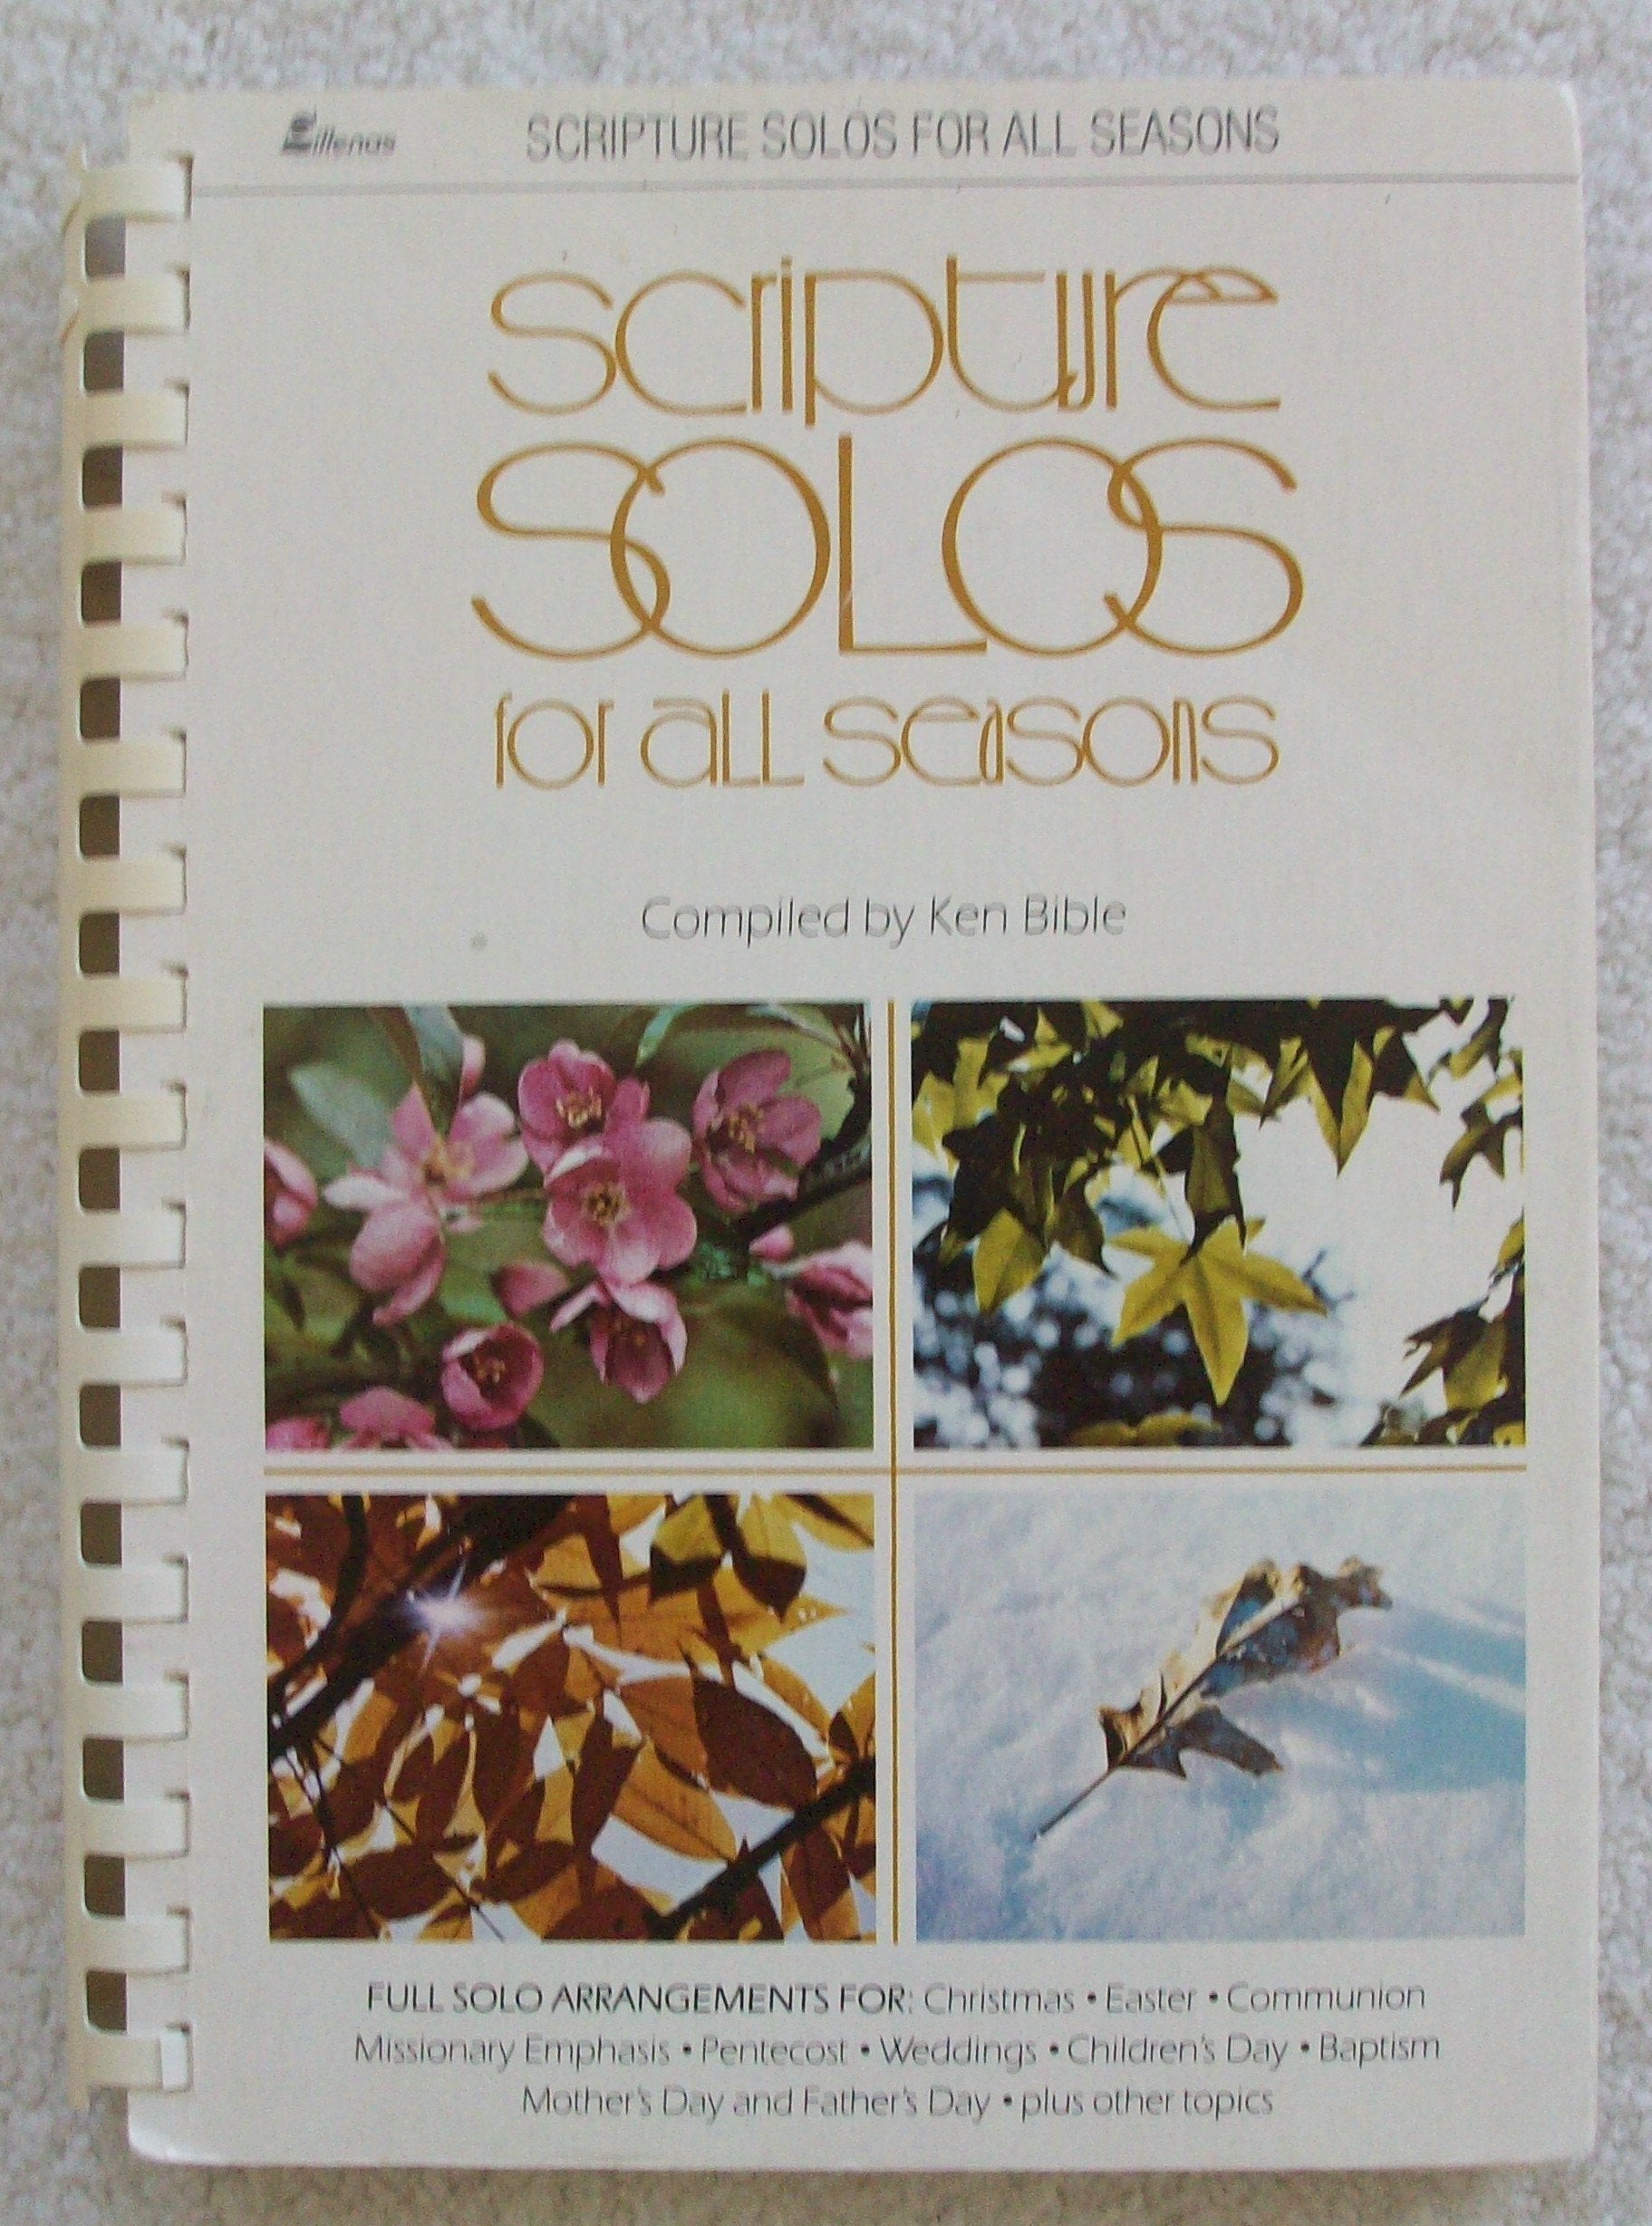 Lillenas SCRIPTURE SOLOS FOR ALL SEASONS
scripture
SOLOS
for all seasons
Compiled by Ken Bible
FULL SOLO ARRANGEMENTS FOR: Christmas • Easter • Communion
Missionary Emphasis • Pentecost • Weddings • Children's Day • Baptism
Mother's Day and Father's Day • plus other topics